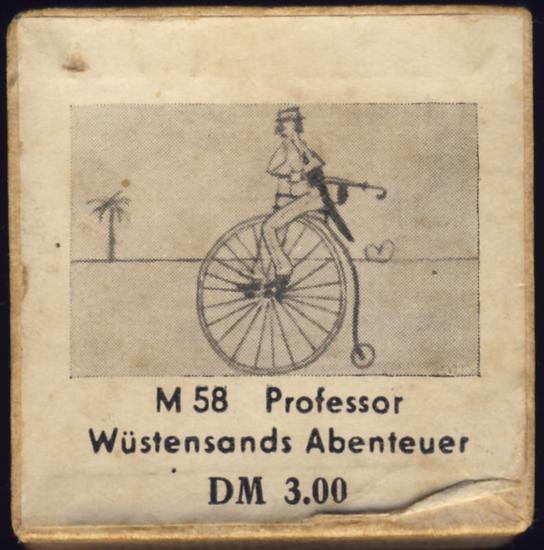 M 58 Professor
Wüstensands Abenteuer
DM 3.00